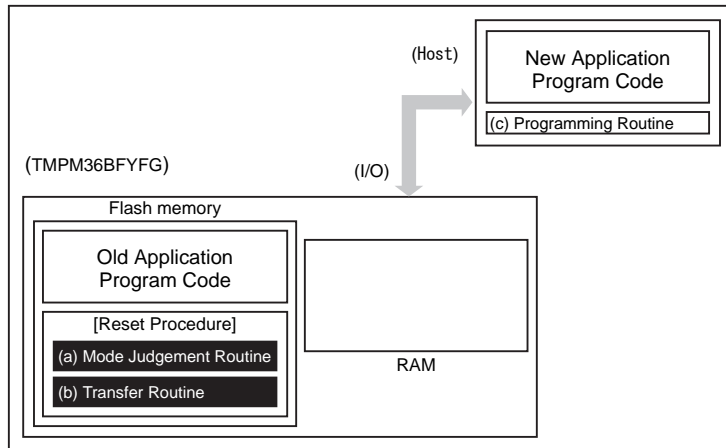 (Host)
New Application
Program Code
(c) Programming Routine
(TMPM36BFYFG)
(I/O)
Flash memory
Old Application
Program Code
[Reset Procedure]
(a) Mode Judgement Routine
(b) Transfer Routine
RAM